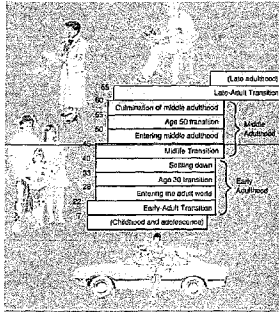 (Late adulthood)
65
Late-Adult Transition
60
Culmination of middle adulthood
55
Age 50 transition
50
Entering middle adulthood
45
Midlife Transition
40
Settling down
33
Age 30 transition
28
Entering the adult world
22
Early-Adult Transition
(Childhood and adolescence)
Middle
Adulthood
Early
Adulthood